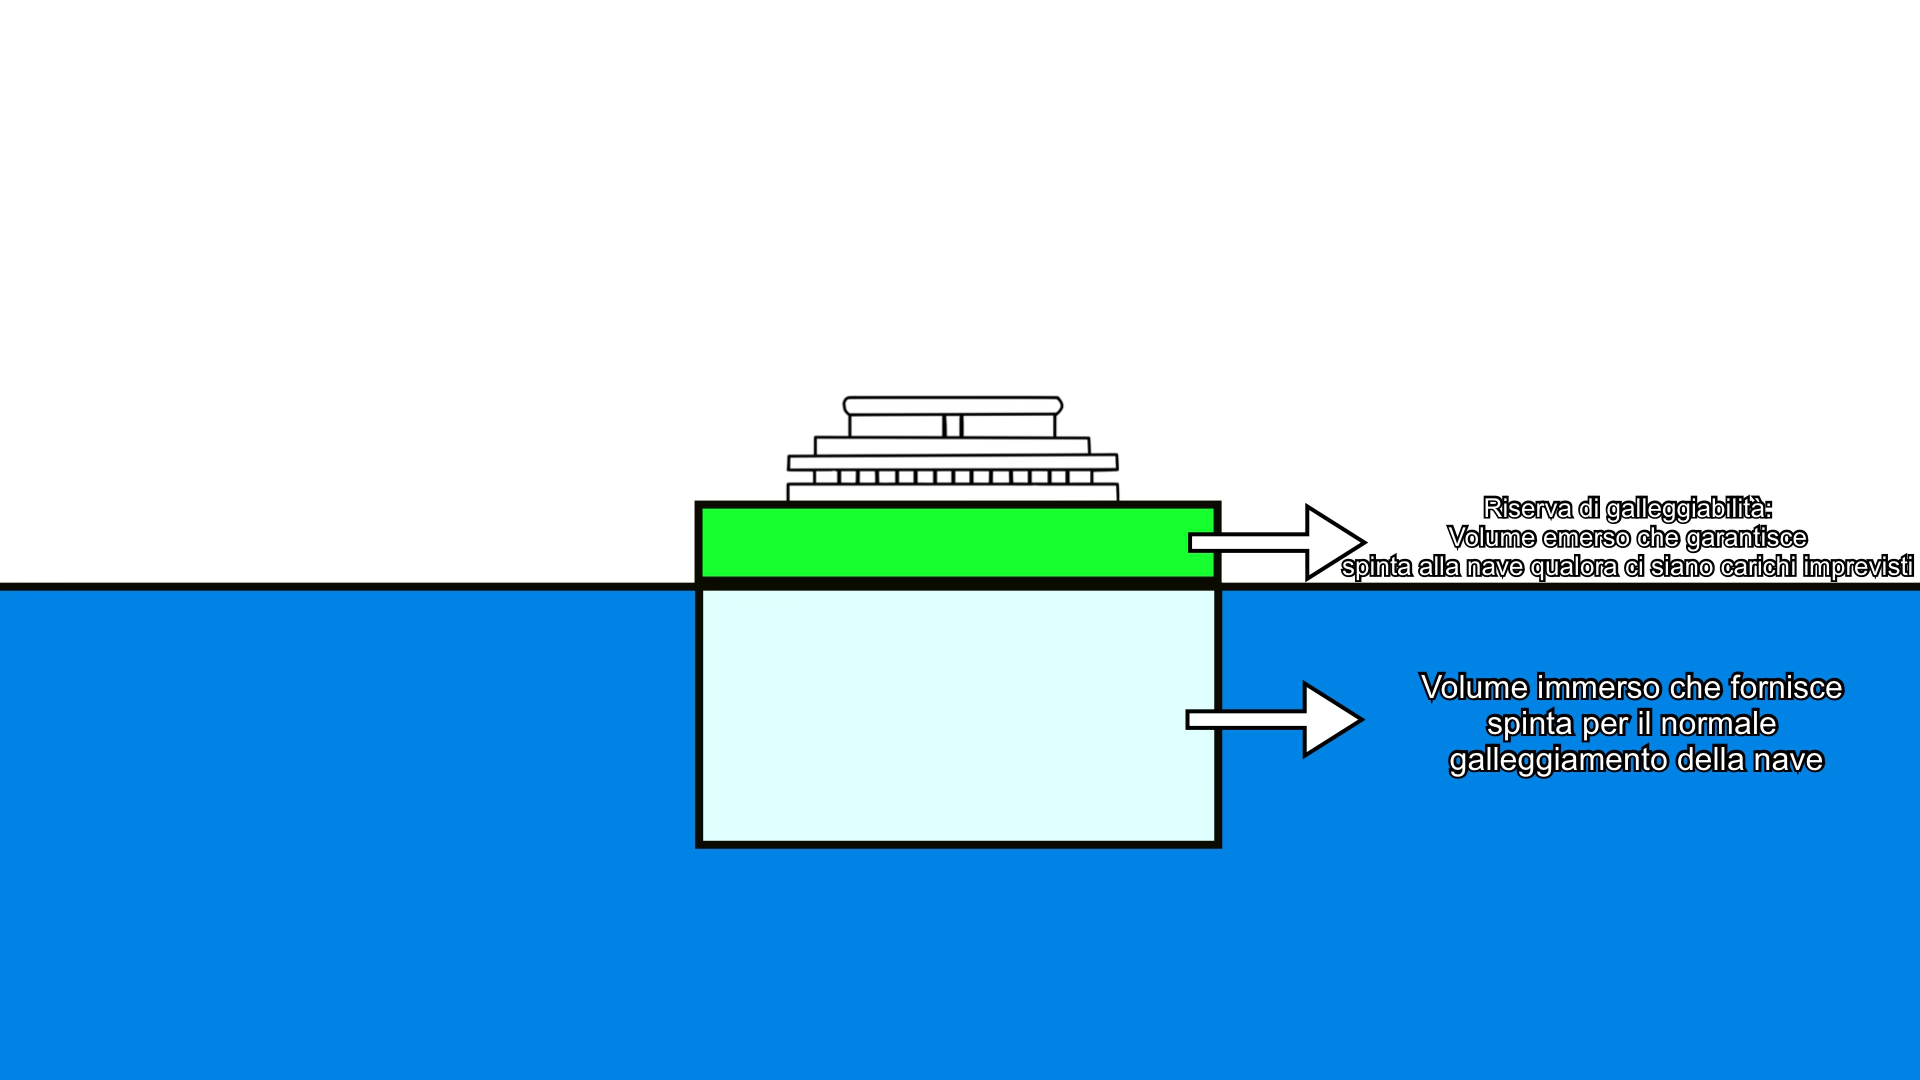 Riserva di galleggiabilità:
Volume emerso che garantisce
spinta alla nave qualora ci siano carichi imprevisti
Volume immerso che fornisce
spinta per il normale
galleggiamento della nave